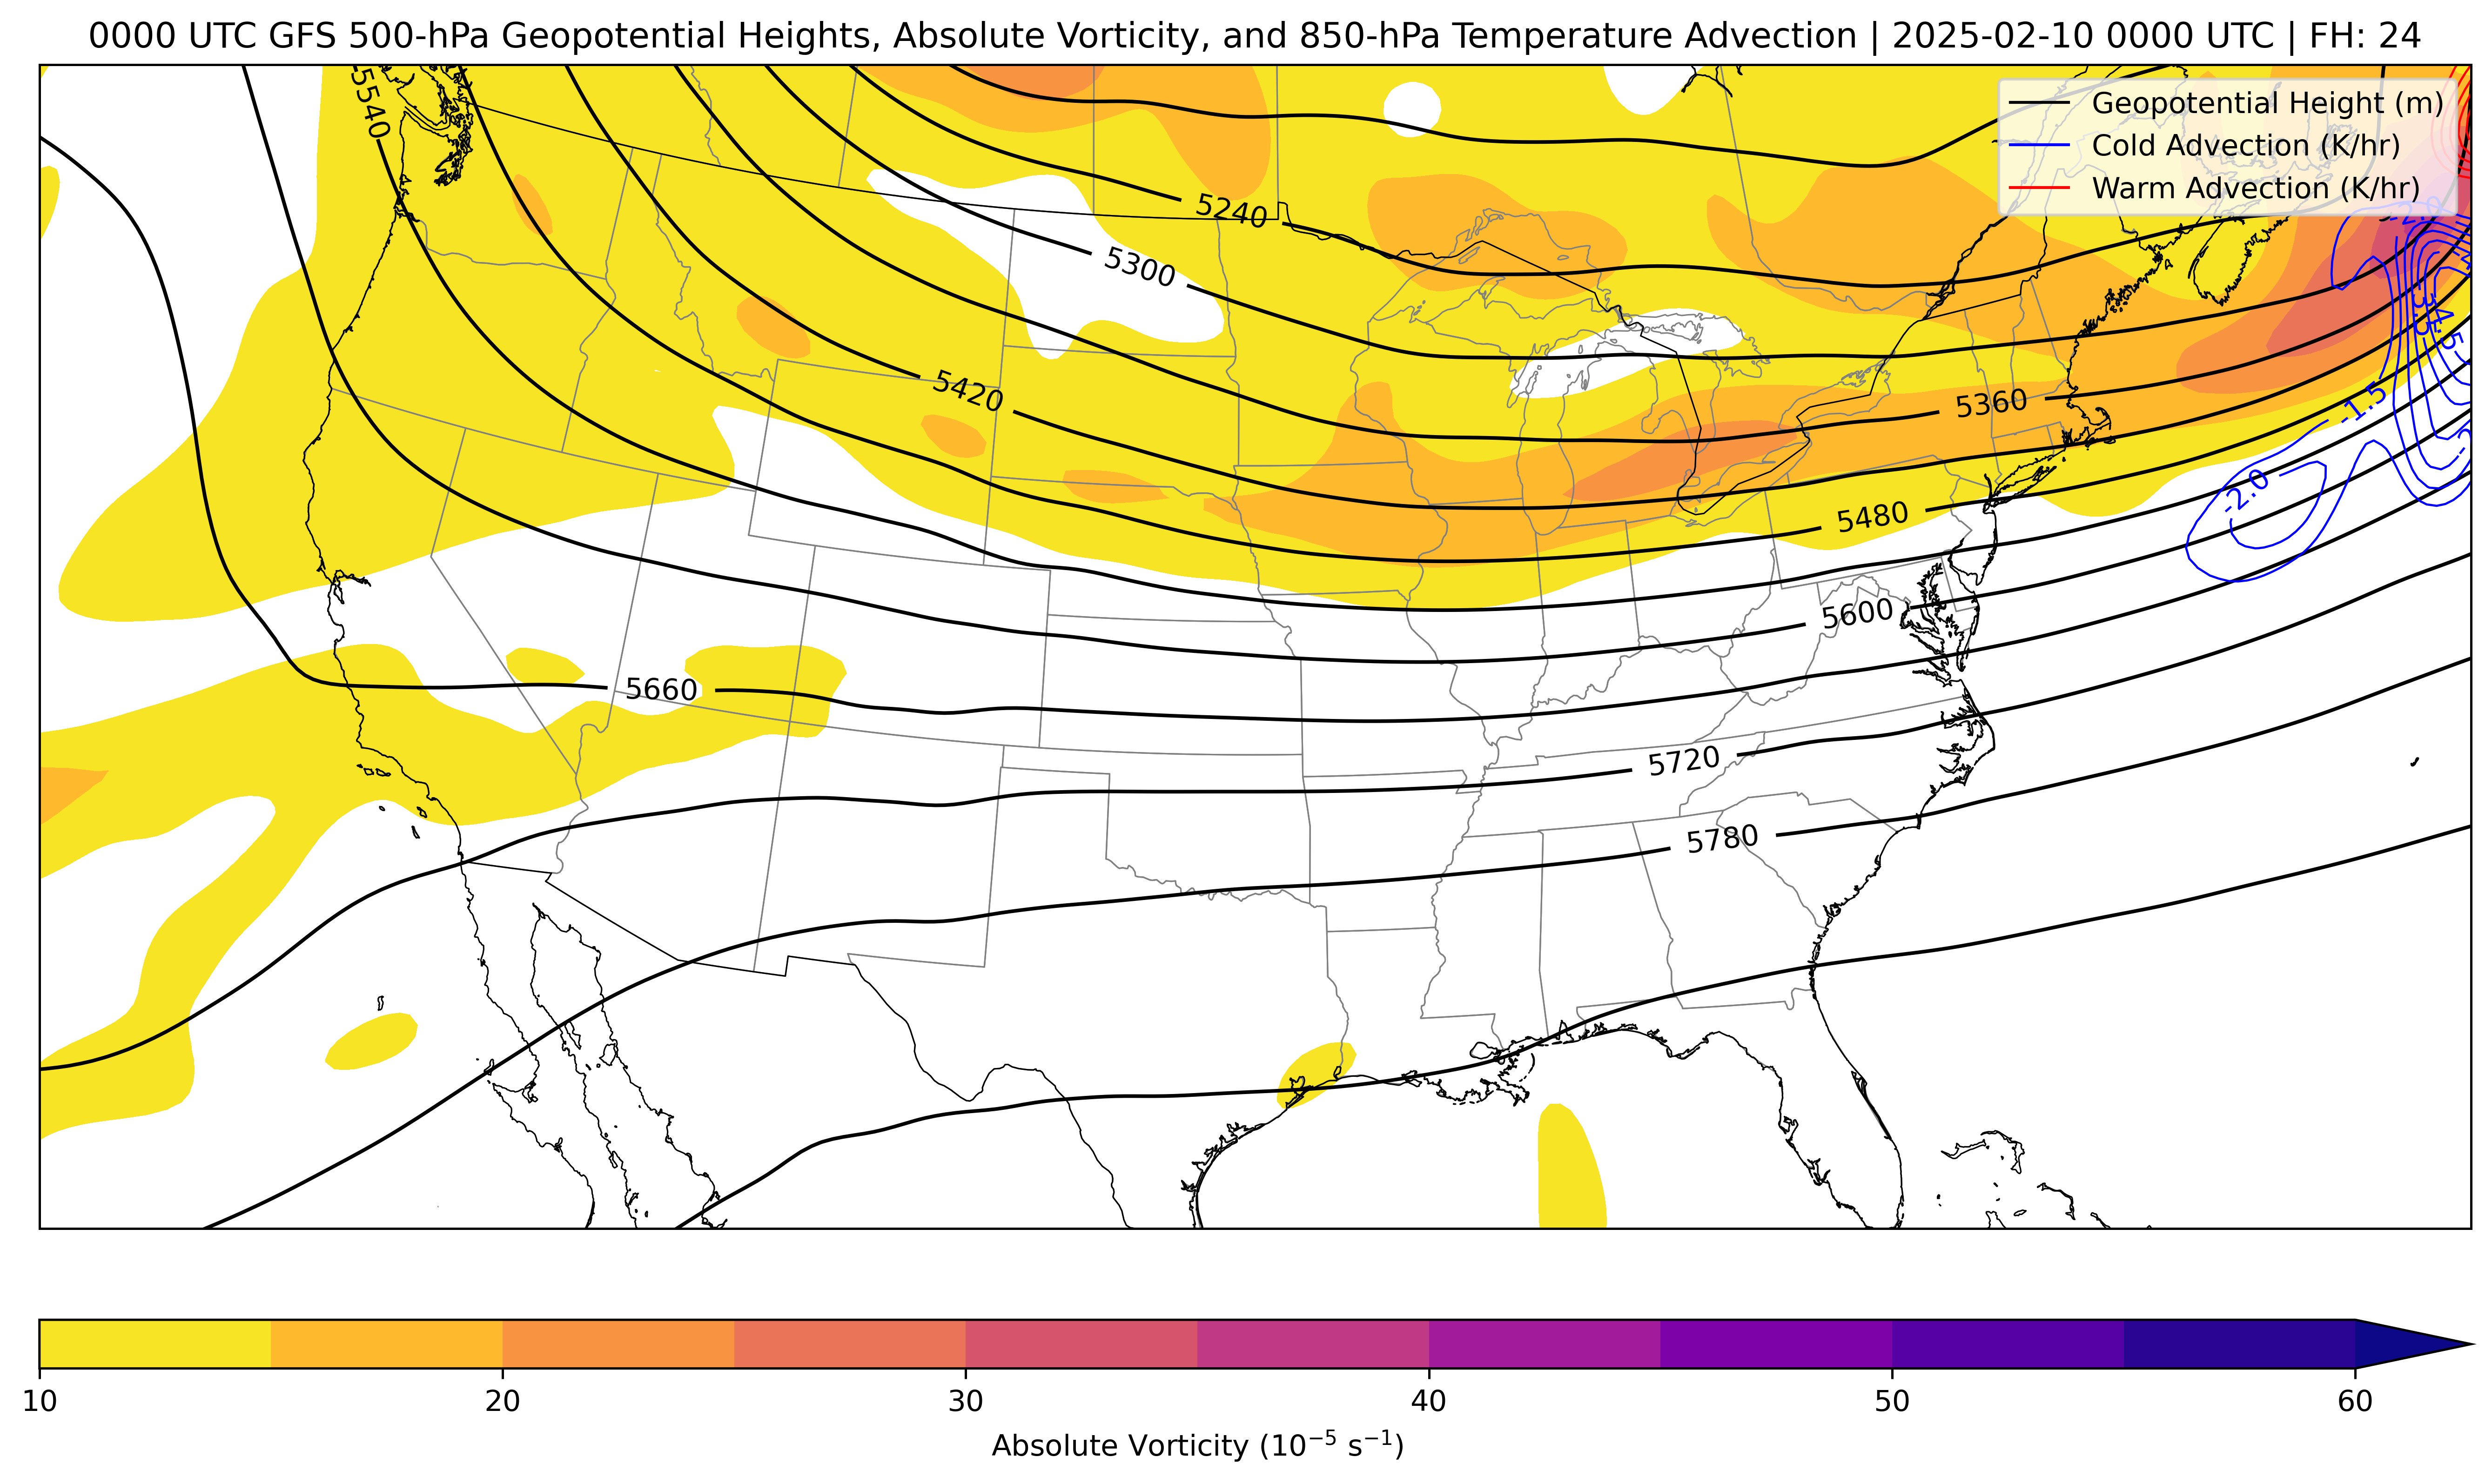 0000 UTC GFS 500-hPa Geopotential Heights, Absolute Vorticity, and 850-hPa Temperature Advection | 2025-02-10 0000 UTC | FH: 24
Geopotential Height (m)
Cold Advection (K/hr)
Warm Advection (K/hr)
5540
5240
5300
5420
5360
5480
5600
5660
5720
5780
-3.5
-4.5
-1.5
-2.0
10 20 30 40 50 60
Absolute Vorticity (10⁻⁵ s⁻¹)